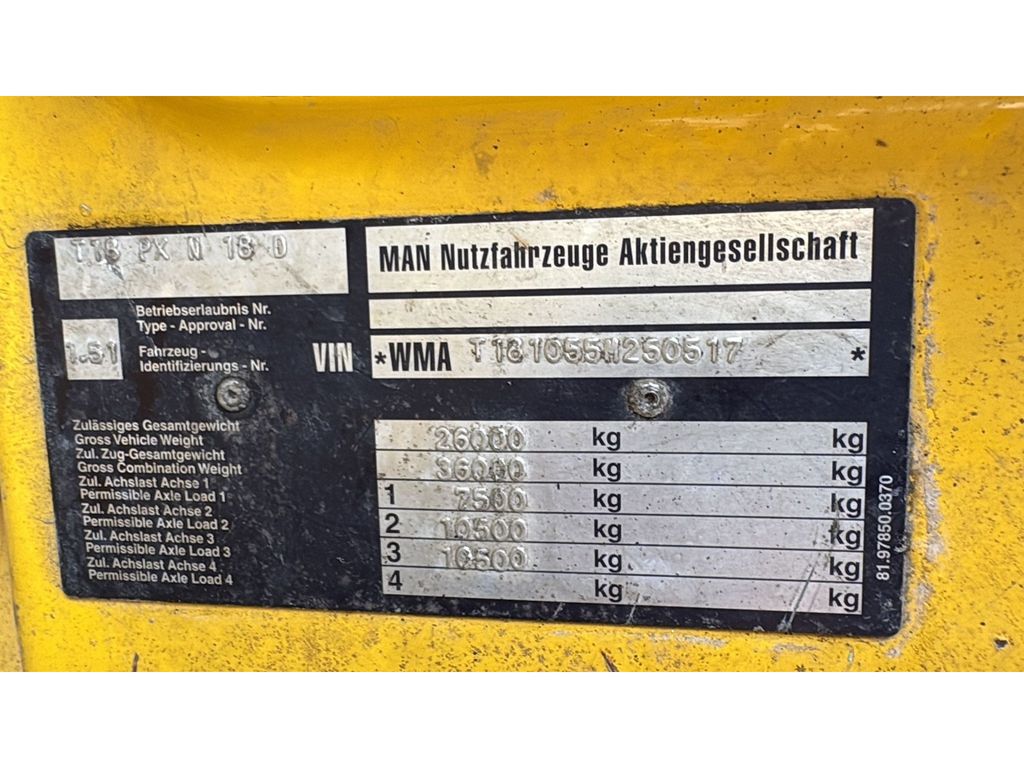 T18 PX N 18 D
MAN Nutzfahrzeuge Aktiengesellschaft
Betriebserlaubnis Nr.
Type - Approval - Nr.
1.51
Fahrzeug -
Identifizierungs - Nr.
VIN
*WMA T181055M250517 *
Zulässiges Gesamtgewicht
Gross Vehicle Weight
26000 kg kg
Zul. Zug-Gesamtgewicht
Gross Combination Weight
36000 kg kg
Zul. Achslast Achse 1
Permissible Axle Load 1
1 7500 kg kg
Zul. Achslast Achse 2
Permissible Axle Load 2
2 10500 kg kg
Zul. Achslast Achse 3
Permissible Axle Load 3
3 10500 kg kg
Zul. Achslast Achse 4
Permissible Axle Load 4
4 kg kg
81.97850.0370